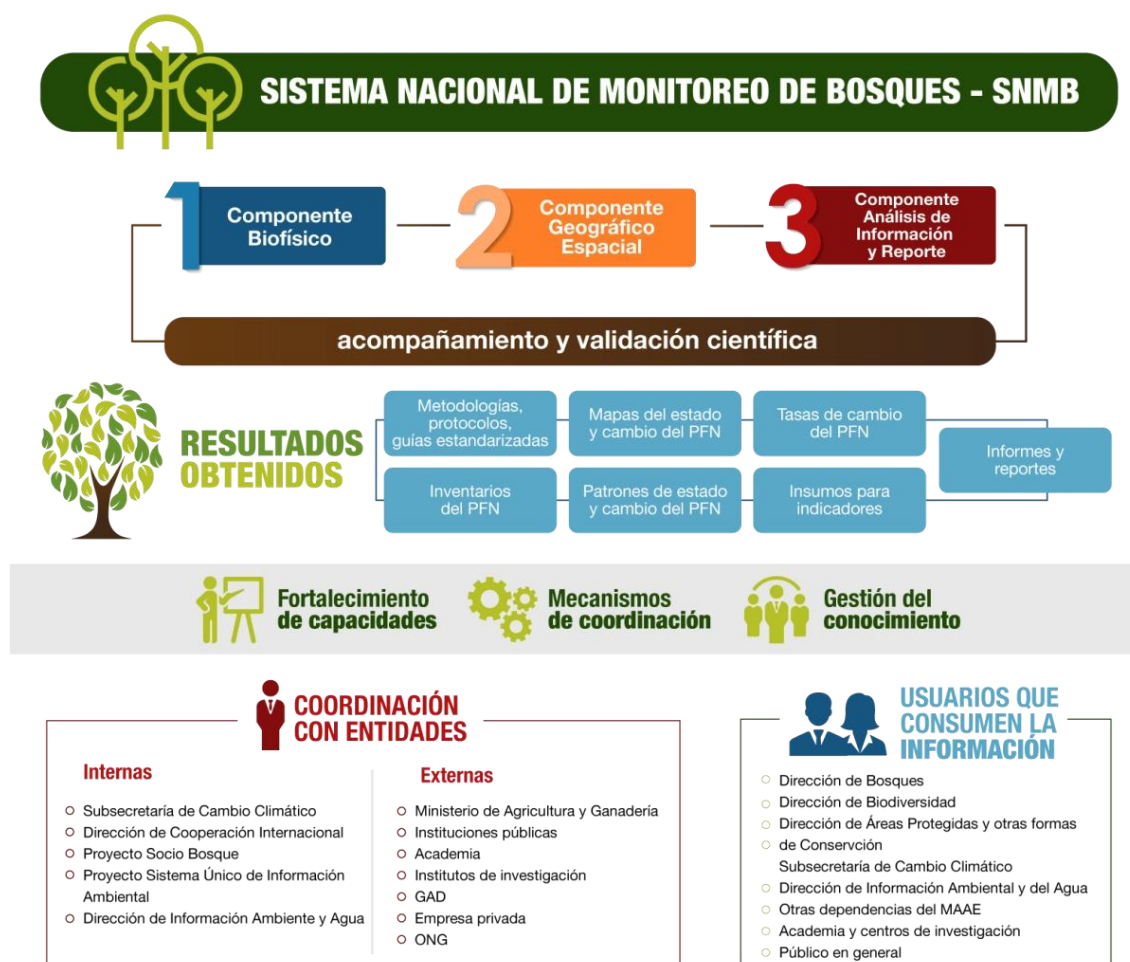 SISTEMA NACIONAL DE MONITOREO DE BOSQUES - SNMB
1
Componente
Biofísico
2
Componente
Geográfico
Espacial
3
Componente
Análisis de
Información
y Reporte
acompañamiento y validación científica
RESULTADOS
OBTENIDOS
Metodologías,
protocolos,
guías estandarizadas
Mapas del estado
y cambio del PFN
Tasas de cambio
del PFN
Inventarios
del PFN
Patrones de estado
y cambio del PFN
Insumos para
indicadores
Informes y
reportes
Fortalecimiento
de capacidades
Mecanismos
de coordinación
Gestión del
conocimiento
COORDINACIÓN
CON ENTIDADES
Internas
Subsecretaría de Cambio Climático
Dirección de Cooperación Internacional
Proyecto Socio Bosque
Proyecto Sistema Único de Información
Ambiental
Dirección de Información Ambiente y Agua
Externas
Ministerio de Agricultura y Ganadería
Instituciones públicas
Academia
Institutos de investigación
GAD
Empresa privada
ONG
USUARIOS QUE
CONSUMEN LA
INFORMACIÓN
Dirección de Bosques
Dirección de Biodiversidad
Dirección de Áreas Protegidas y otras formas
de Conservción
Subsecretaría de Cambio Climático
Dirección de Información Ambiental y del Agua
Otras dependencias del MAAE
Academia y centros de investigación
Público en general